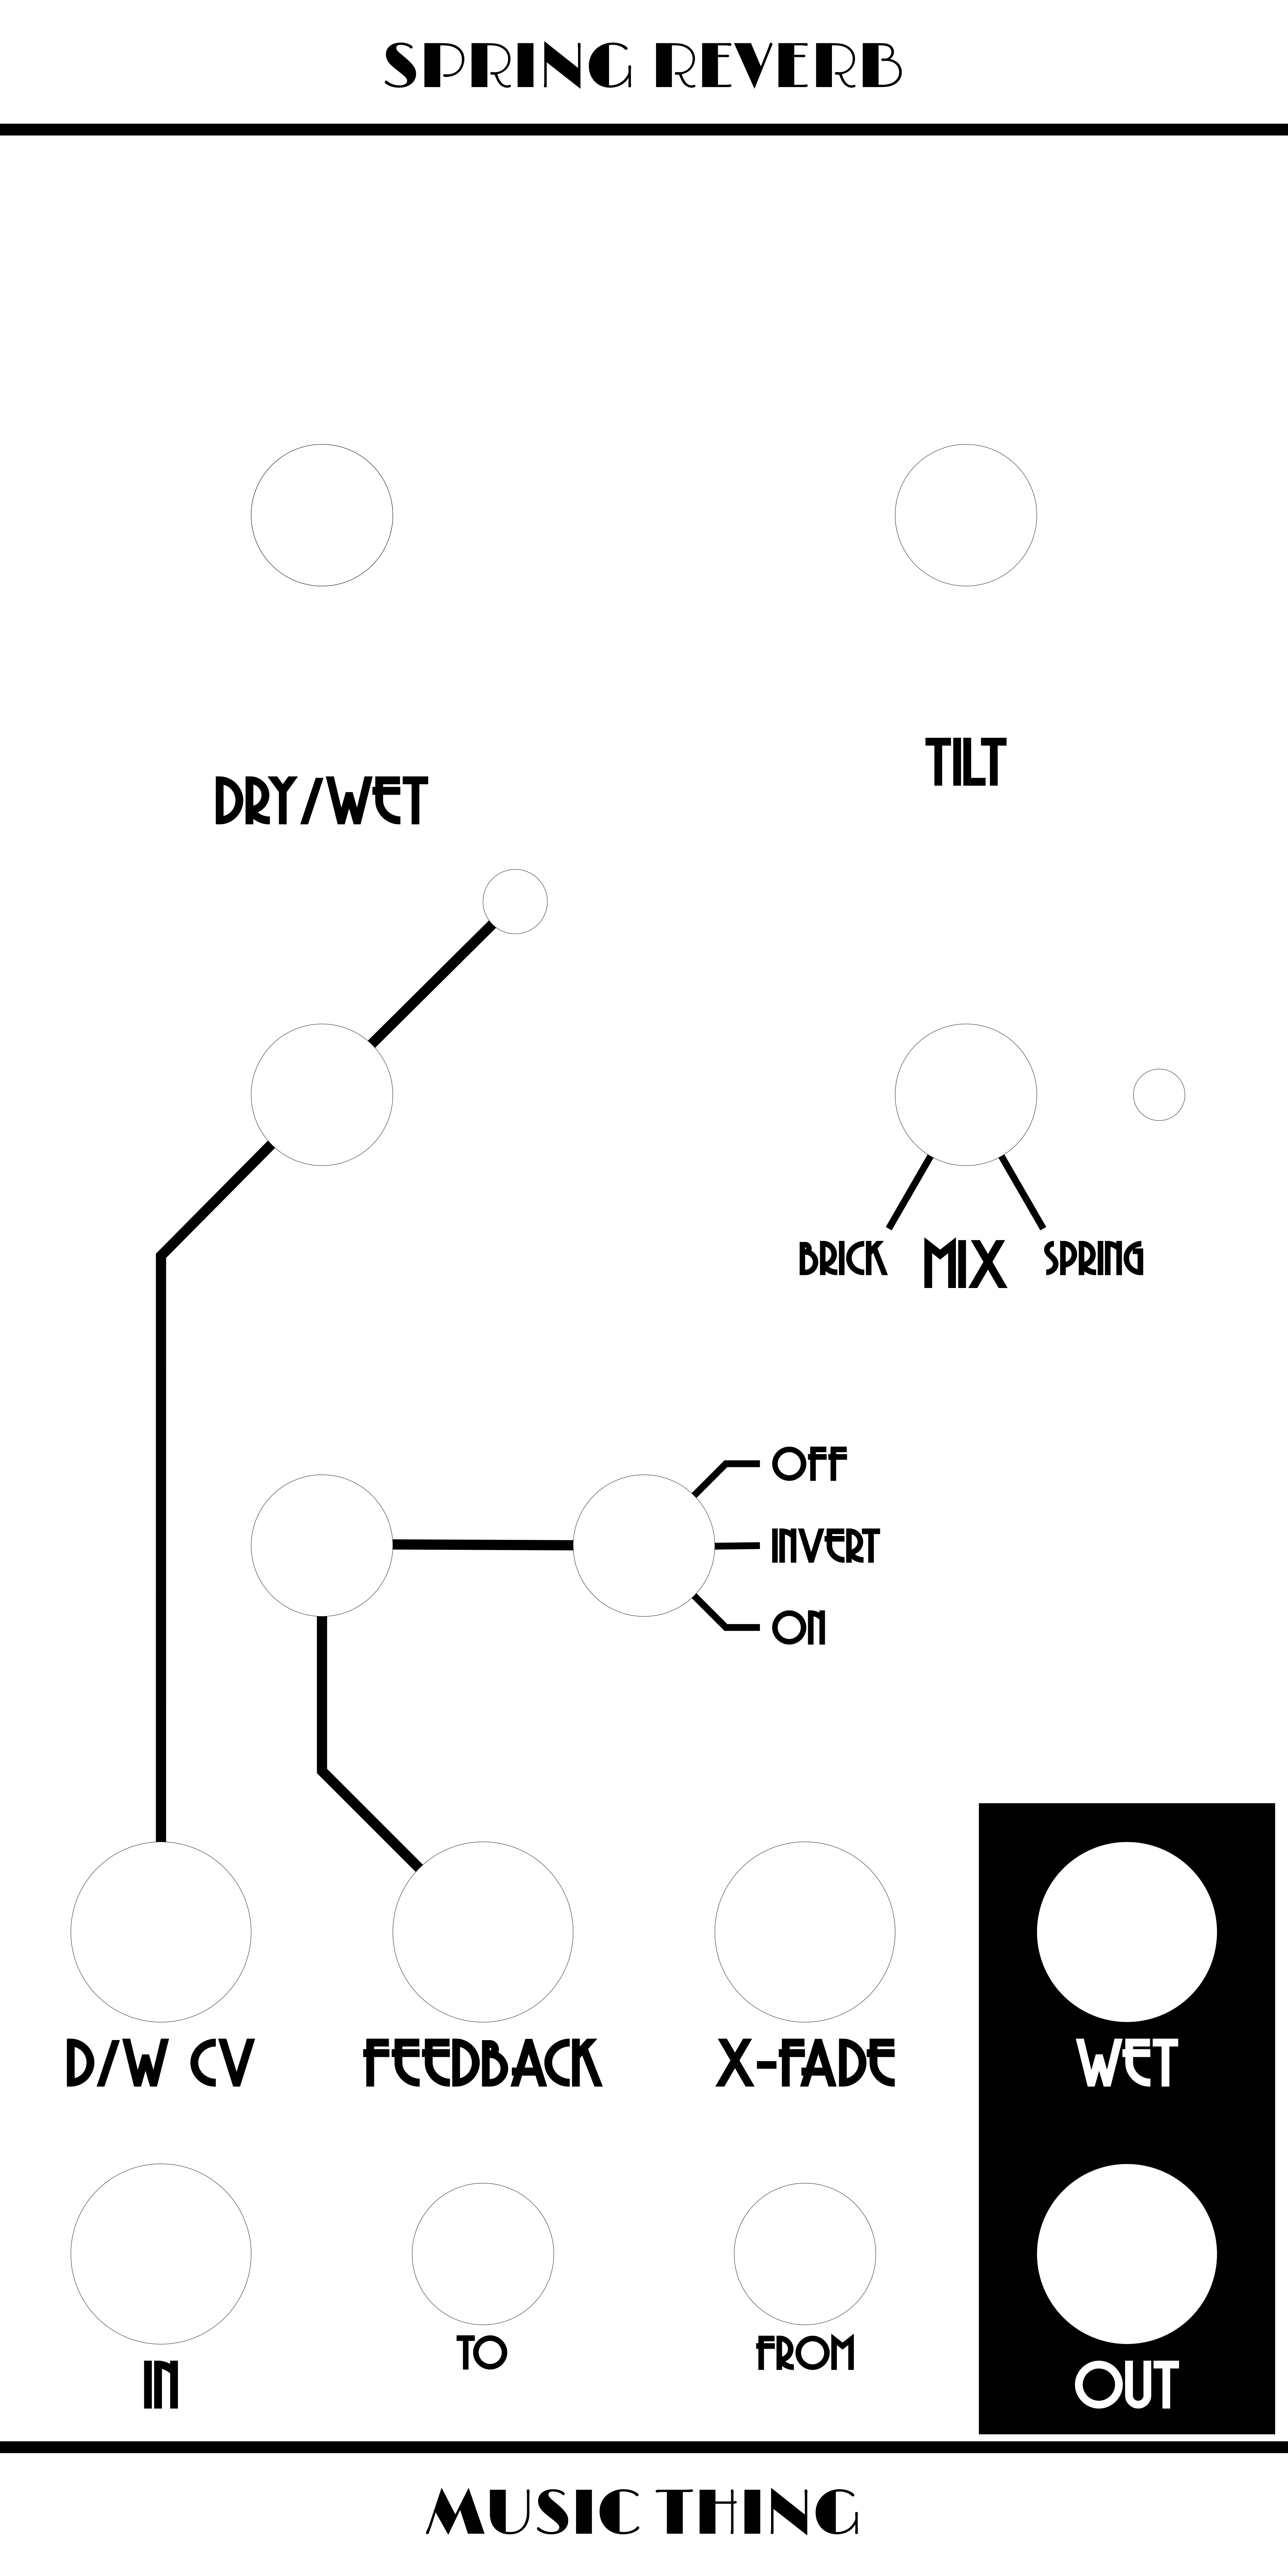 SPRING REVERB
TILT
DRY/WET
BRICK MIX SPRING
OFF
INVERT
ON
D/W CV FEEDBACK X-FADE WET
IN TO FROM OUT
MUSIC THING